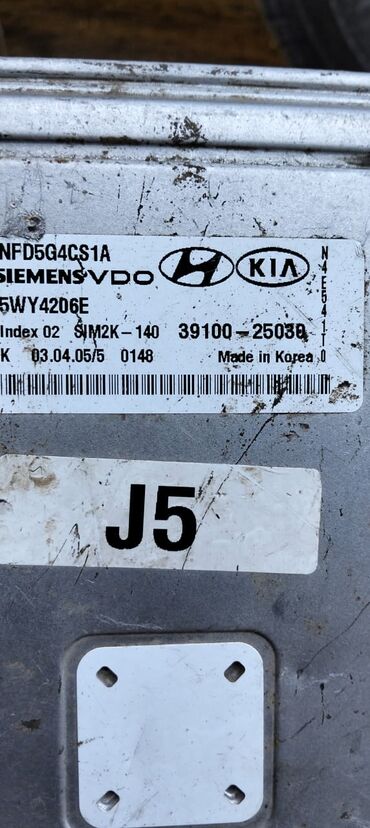 NFD5G4CS1A
SIEMENS VDO KIA
5WY4206E
Index 02 SIM2K-140 39100-25030
K 03.04.05/5 0148 Made in Korea
J5